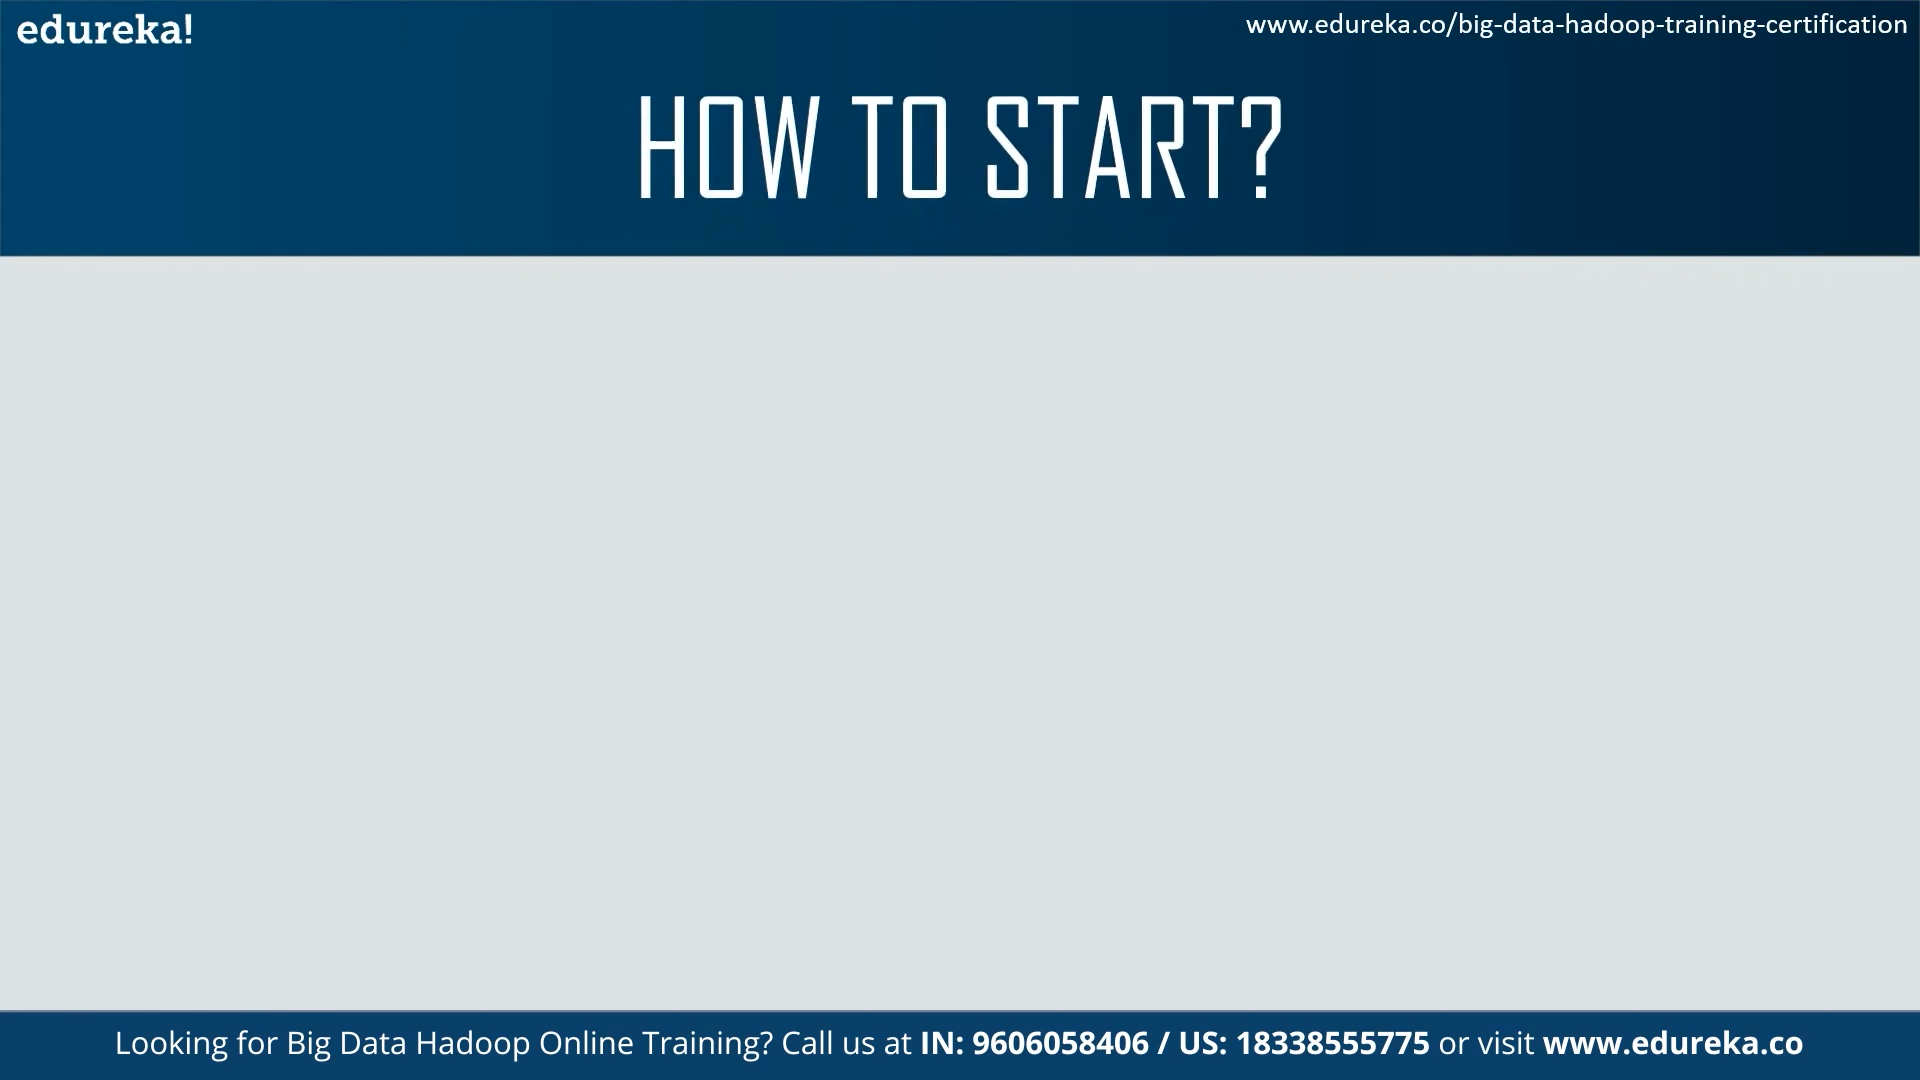 edureka!
www.edureka.co/big-data-hadoop-training-certification
HOW TO START?
Looking for Big Data Hadoop Online Training? Call us at IN: 9606058406 / US: 18338555775 or visit www.edureka.co